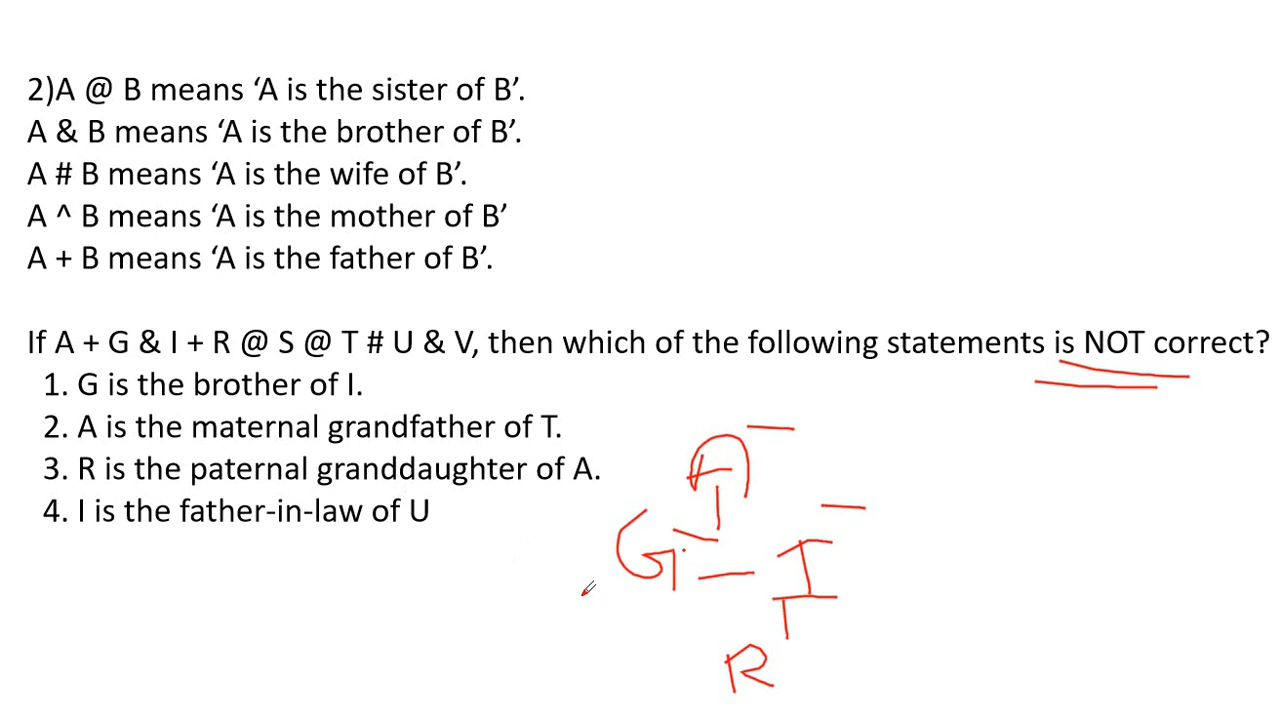 2)A @ B means ‘A is the sister of B’.
A & B means ‘A is the brother of B’.
A # B means ‘A is the wife of B’.
A ^ B means ‘A is the mother of B’
A + B means ‘A is the father of B’.
If A + G & I + R @ S @ T # U & V, then which of the following statements is NOT correct?
1. G is the brother of I.
2. A is the maternal grandfather of T.
3. R is the paternal granddaughter of A.
4. I is the father-in-law of U
A
G - I
R